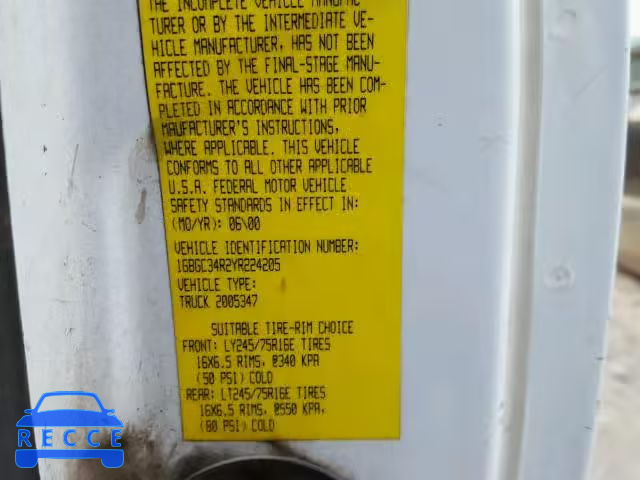 THE INCOMPLETE VEHICLE MANUFAC-
TURER OR BY THE INTERMEDIATE VE-
HICLE MANUFACTURER, HAS NOT BEEN
AFFECTED BY THE FINAL-STAGE MANU-
FACTURE. THE VEHICLE HAS BEEN COM-
PLETED IN ACCORDANCE WITH PRIOR
MAUFACTURER'S INSTRUCTIONS,
WHERE APPLICABLE. THIS VEHICLE
CONFORMS TO ALL OTHER APPLICABLE
U.S.A. FEDERAL MOTOR VEHICLE
SAFETY STANDARDS IN EFFECT IN:
(MO/YR): 06\00
VEHICLE IDENTIFICATION NUMBER:
1GBGC34R2YR224205
VEHICLE TYPE:
TRUCK 2005347
SUITABLE TIRE-RIM CHOICE
FRONT: LY245/75R16E TIRES
16X6.5 RIMS, @340 KPA
(50 PSI) COLD
REAR: LT245/75R16E TIRES
16X6.5 RIMS, @550 KPA,
(80 PSI) COLD
RECCE